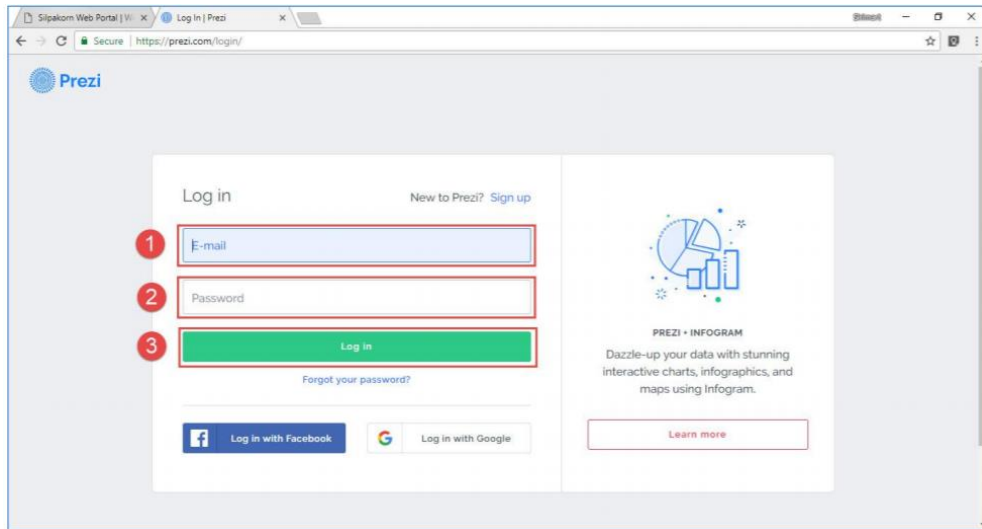 Silpakorn Web Portal | W
Log In | Prezi
Secure | https://prezi.com/login/
Prezi
Log in
New to Prezi? Sign up
1
E-mail
2
Password
3
Log in
Forgot your password?
f
Log in with Facebook
G
Log in with Google
PREZI + INFOGRAM
Dazzle-up your data with stunning
interactive charts, infographics, and
maps using Infogram.
Learn more